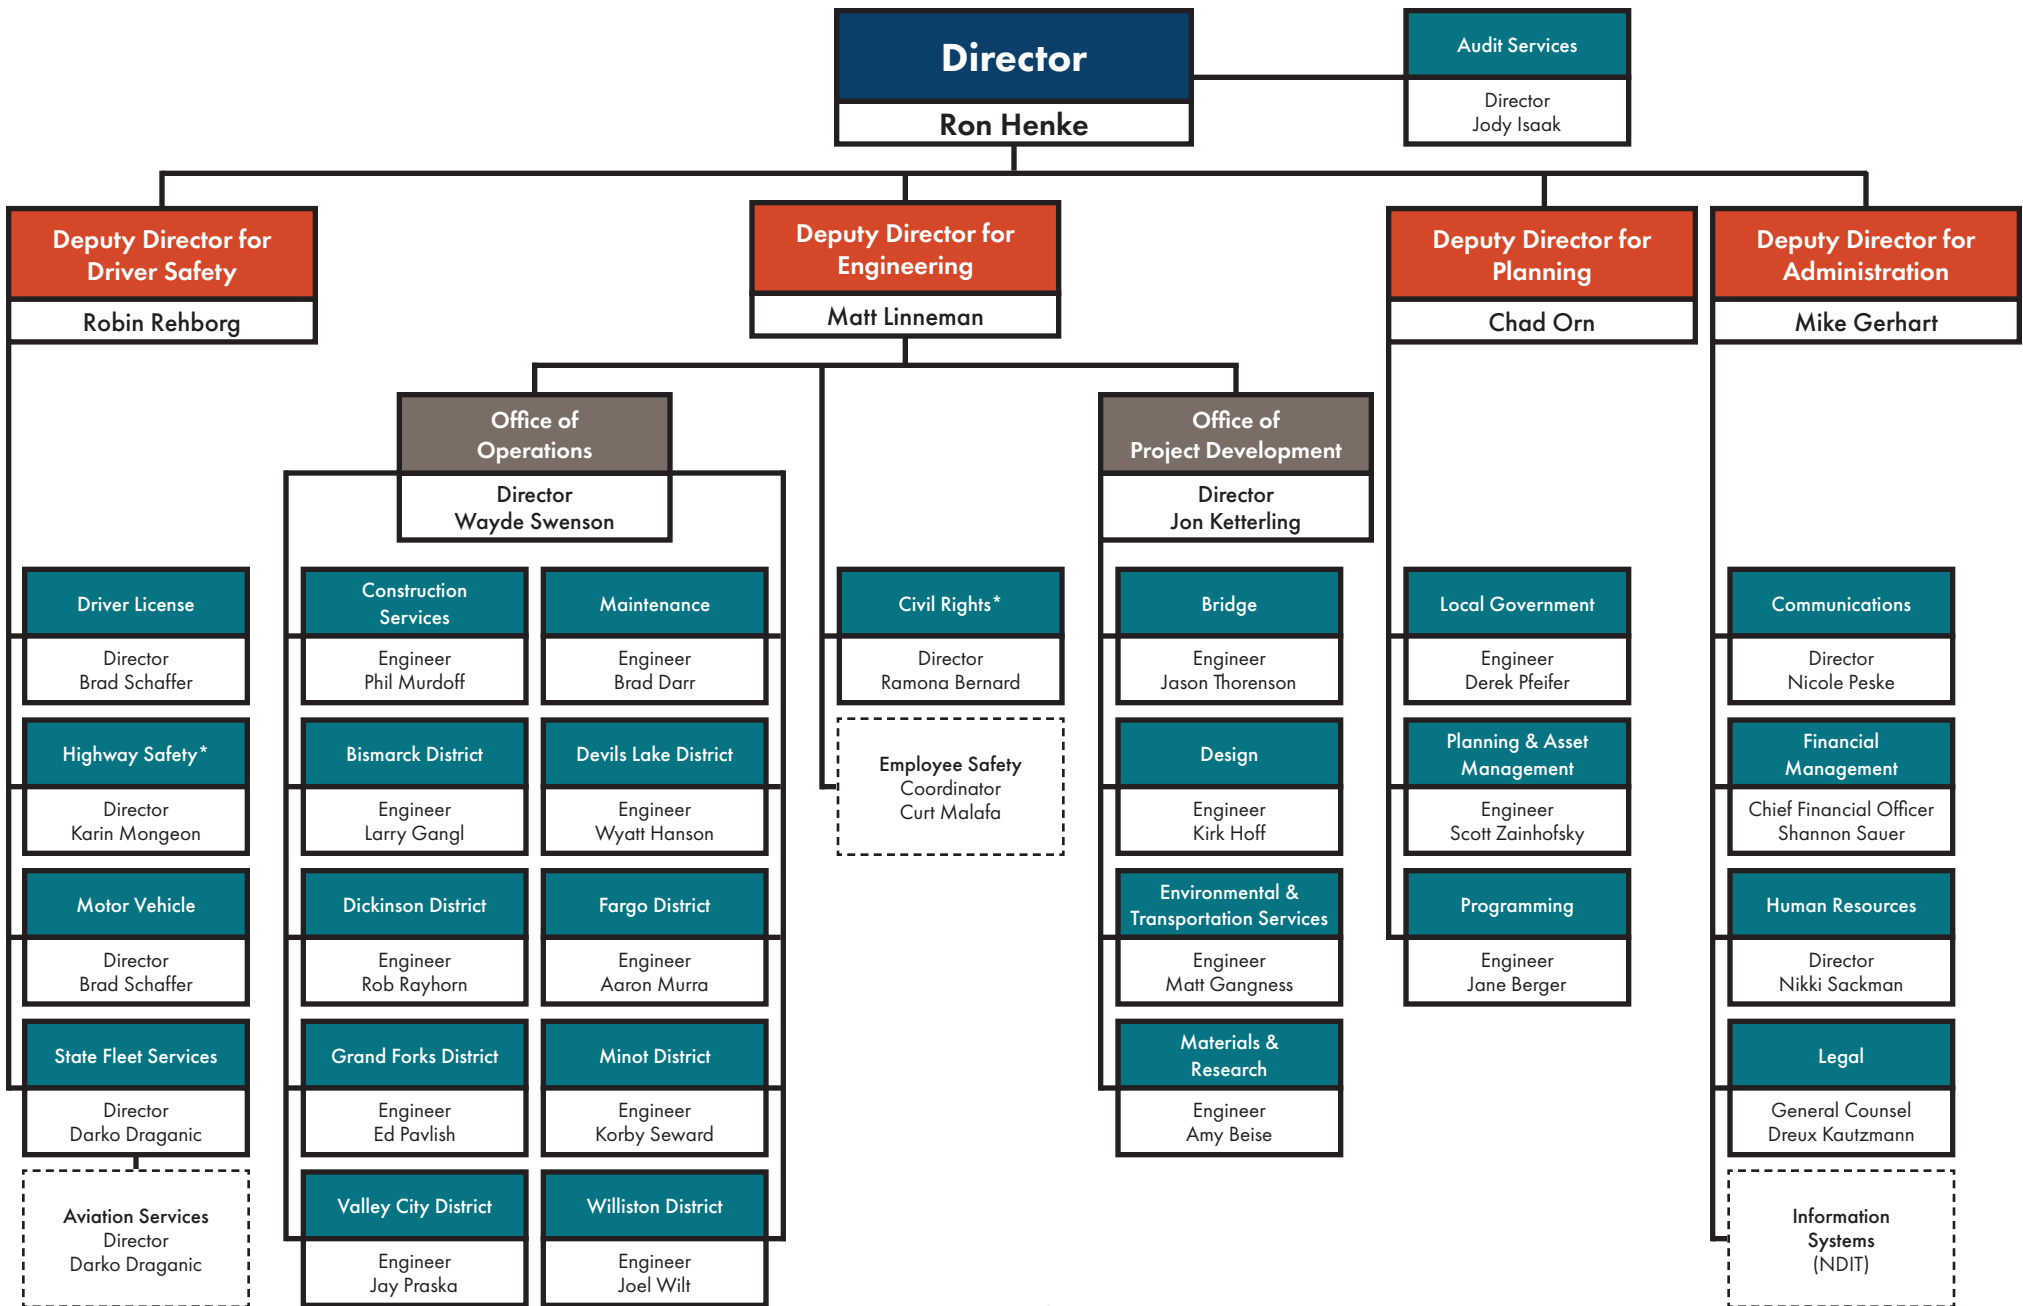 Director
Ron Henke
Audit Services
Director
Jody Isaak
Deputy Director for
Driver Safety
Robin Rehborg
Deputy Director for
Engineering
Matt Linneman
Deputy Director for
Planning
Chad Orn
Deputy Director for
Administration
Mike Gerhart
Office of
Operations
Director
Wayde Swenson
Office of
Project Development
Director
Jon Ketterling
Driver License
Director
Brad Schaffer
Highway Safety*
Director
Karin Mongeon
Motor Vehicle
Director
Brad Schaffer
State Fleet Services
Director
Darko Draganic
Aviation Services
Director
Darko Draganic
Construction
Services
Engineer
Phil Murdoff
Maintenance
Engineer
Brad Darr
Bismarck District
Engineer
Larry Gangl
Devils Lake District
Engineer
Wyatt Hanson
Dickinson District
Engineer
Rob Rayhorn
Fargo District
Engineer
Aaron Murra
Grand Forks District
Engineer
Ed Pavlish
Minot District
Engineer
Korby Seward
Valley City District
Engineer
Jay Praska
Williston District
Engineer
Joel Wilt
Civil Rights*
Director
Ramona Bernard
Employee Safety
Coordinator
Curt Malafa
Bridge
Engineer
Jason Thorenson
Design
Engineer
Kirk Hoff
Environmental &
Transportation Services
Engineer
Matt Gangness
Materials &
Research
Engineer
Amy Beise
Local Government
Engineer
Derek Pfeifer
Planning & Asset
Management
Engineer
Scott Zainhofsky
Programming
Engineer
Jane Berger
Communications
Director
Nicole Peske
Financial
Management
Chief Financial Officer
Shannon Sauer
Human Resources
Director
Nikki Sackman
Legal
General Counsel
Dreux Kautzmann
Information
Systems
(NDIT)